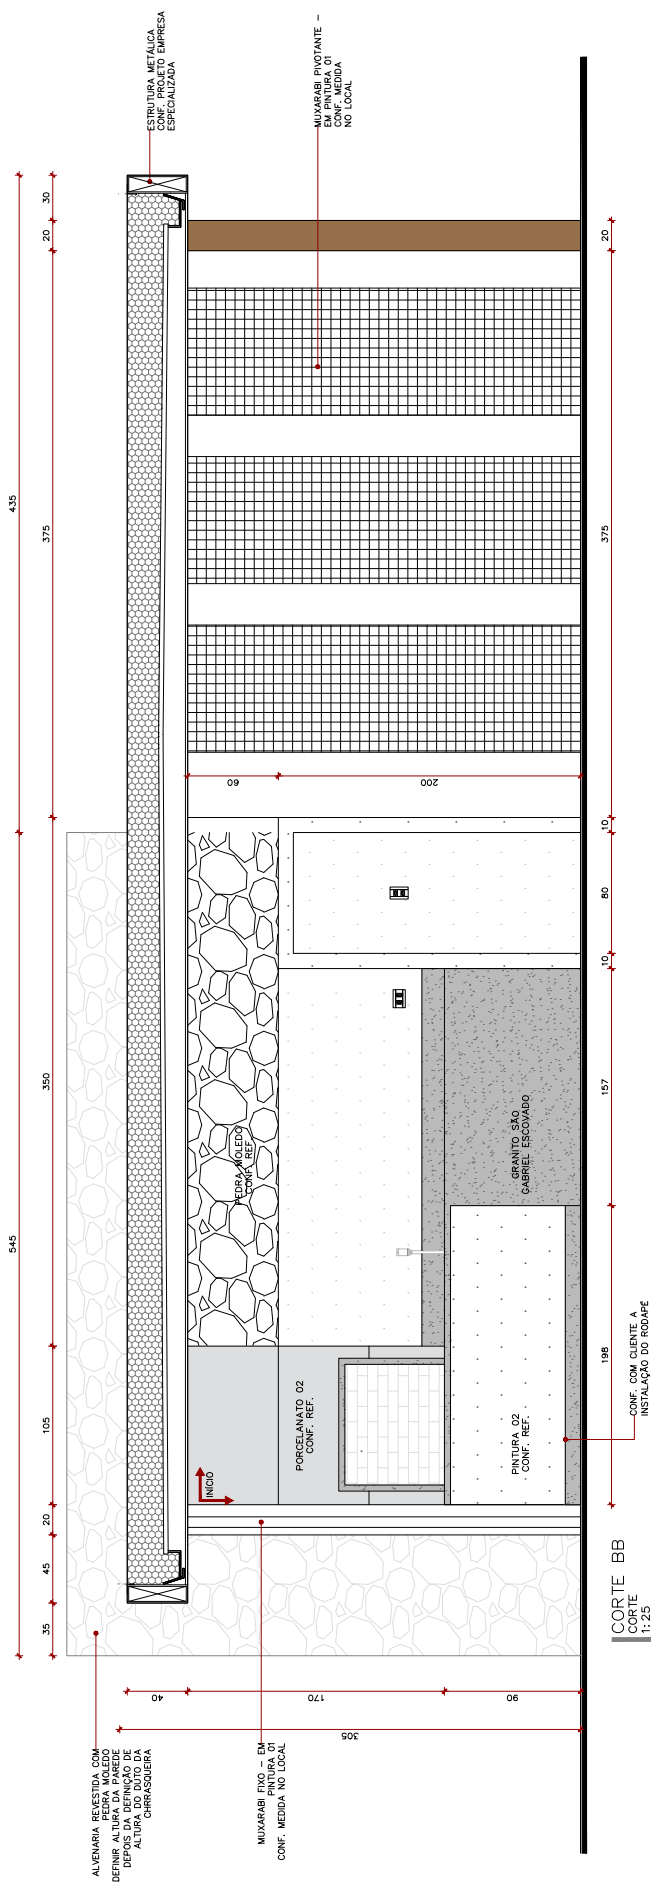 ALVENARIA REVESTIDA COM
PEDRA MOLEDO
DEFINIR ALTURA DA PAREDE
DEPOIS DA DEFINIÇÃO DE
ALTURA DO DUTO DA
CHRRASQUEIRA
MUXARABI FIXO – EM
PINTURA 01
CONF. MEDIDA NO LOCAL
ESTRUTURA METÁLICA
CONF. PROJETO EMPRESA
ESPECIALIZADA
MUXARABI PIVOTANTE –
EM PINTURA 01
CONF. MEDIDA
NO LOCAL
545
435
35
45
20
105
350
375
20
30
40
170
90
305
60
200
INÍCIO
PORCELANATO 02
CONF. REF.
PEDRA MOLEDO
CONF. REF.
PINTURA 02
CONF. REF.
GRANITO SÃO
GABRIEL ESCOVADO
198
157
10
80
10
375
20
CONF. COM CLIENTE A
INSTALAÇÃO DO RODAPÉ
CORTE BB
CORTE
1:25